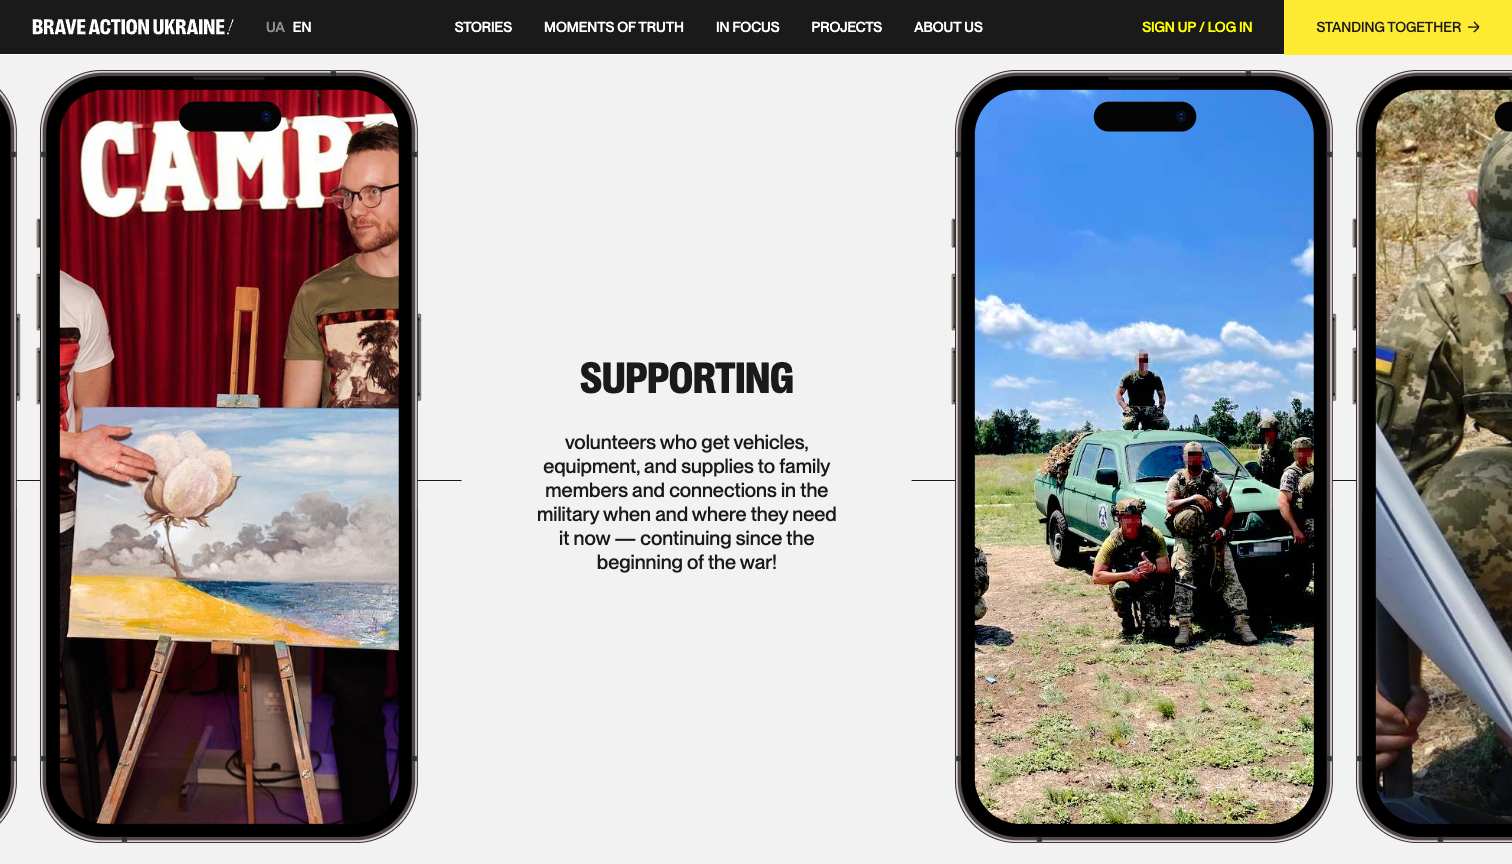 BRAVE ACTION UKRAINE/
UA EN
STORIES
MOMENTS OF TRUTH
IN FOCUS
PROJECTS
ABOUT US
SIGN UP / LOG IN
STANDING TOGETHER →
CAMP
SUPPORTING
volunteers who get vehicles,
equipment, and supplies to family
members and connections in the
military when and where they need
it now — continuing since the
beginning of the war!